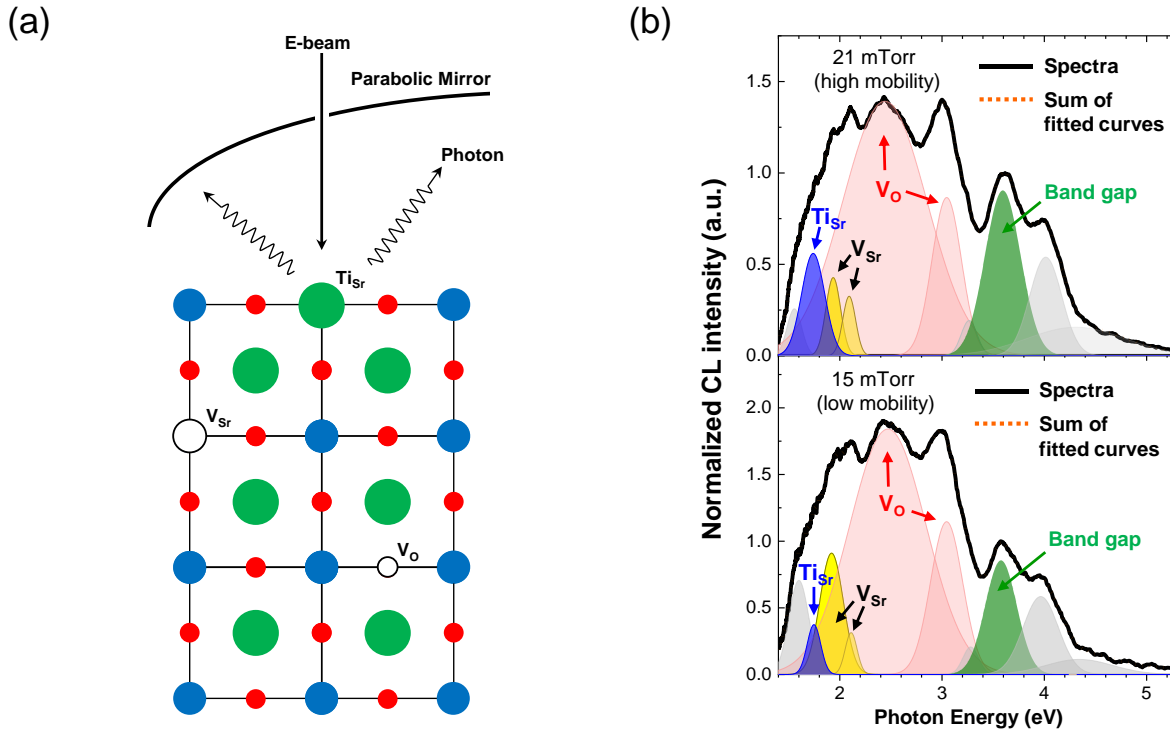 (a)
E-beam
Parabolic Mirror
Photon
Ti_Sr
V_Sr
V_O
(b)
Normalized CL intensity (a.u.)
21 mTorr
(high mobility)
Spectra
Sum of
fitted curves
Band gap
V_O
Ti_Sr
V_Sr
1.5
1.0
0.5
0.0
15 mTorr
(low mobility)
Spectra
Sum of
fitted curves
Band gap
V_O
Ti_Sr
V_Sr
2.0
1.5
1.0
0.5
0.0
2 3 4 5
Photon Energy (eV)